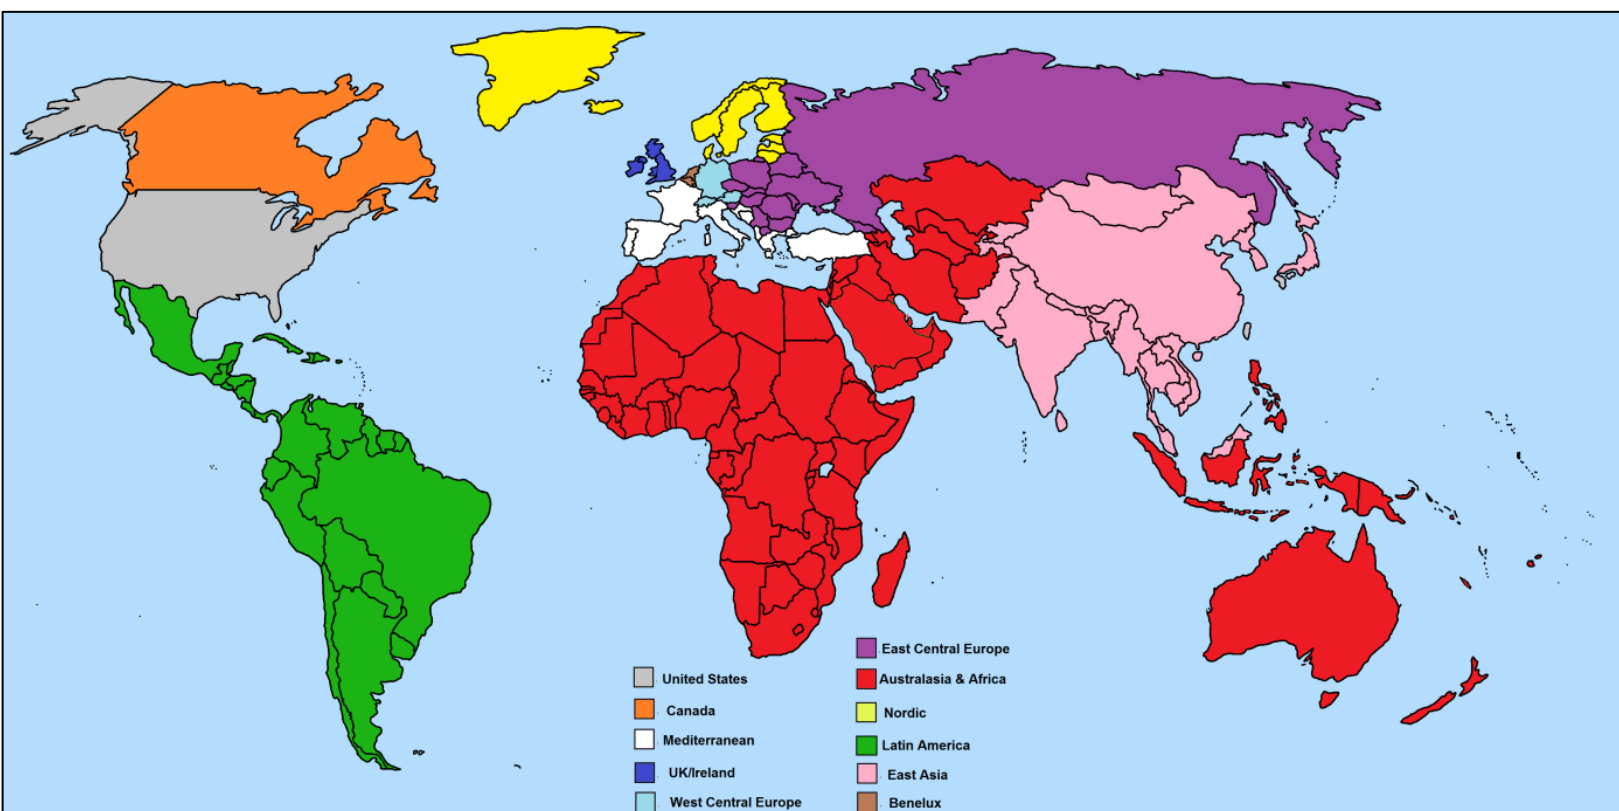 United States
Canada
Mediterranean
UK/Ireland
West Central Europe
East Central Europe
Australasia & Africa
Nordic
Latin America
East Asia
Benelux